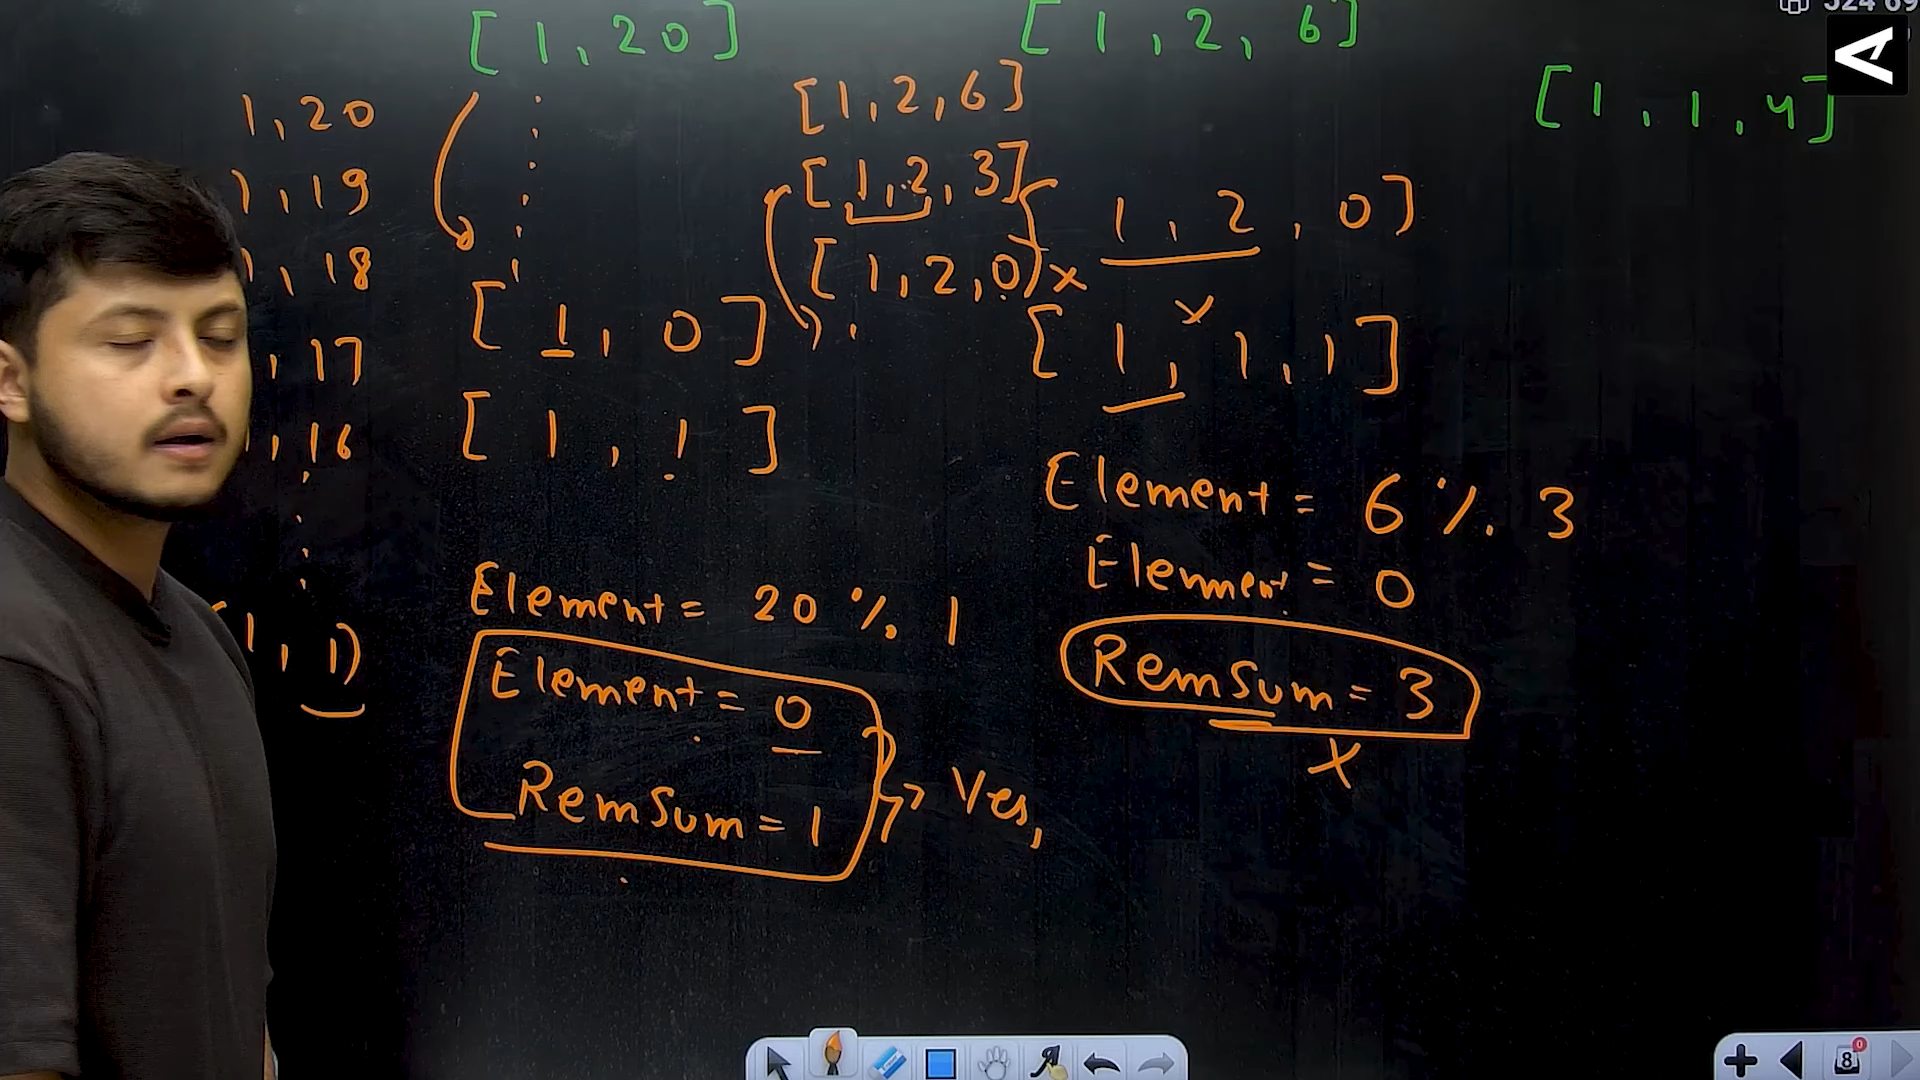 [1,20]
[1,2,6]
[1,1,4]
1,20
1,19
1,18
,17
,16
1,1)
[1,0]
[1,1]
Element = 20 % 1
Element = 0
RemSum = 1
Yes,
[1,2,6]
[1,2,3]
[1,2,0] x
[1,2,0]
x
[1,1,1]
Element = 6 % 3
Element = 0
RemSum = 3
x
8
0